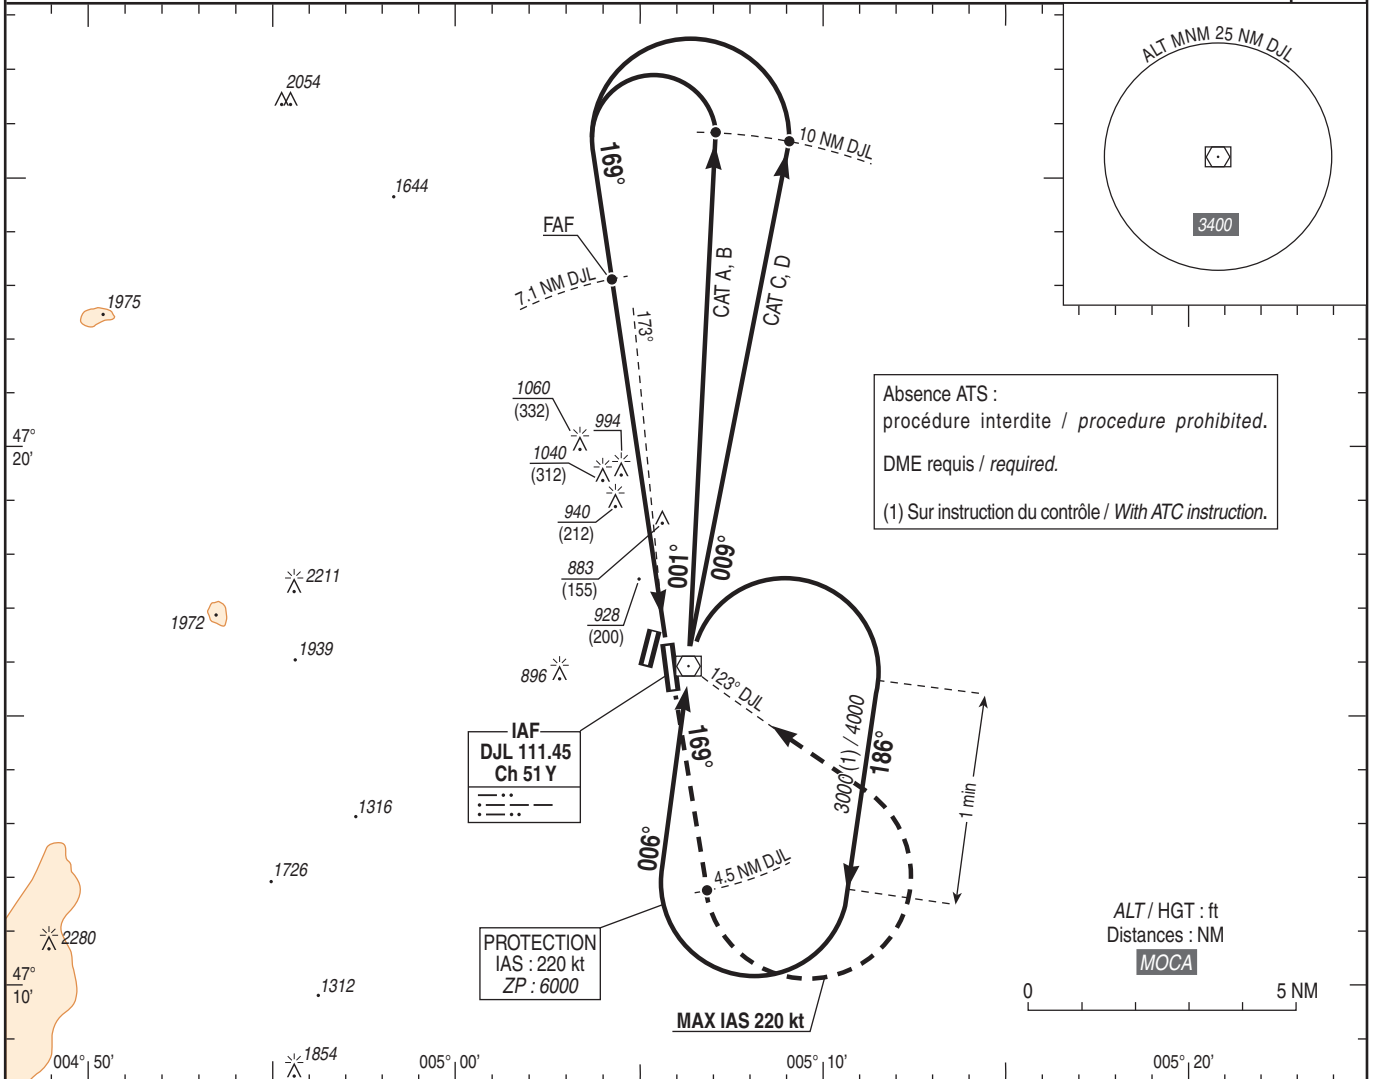 2054
ALT MNM 25 NM DJL
10 NM DJL
169°
1644
FAF
3400
CAT A, B
CAT C, D
7.1 NM DJL
1975
173°
Absence ATS :
procédure interdite / procedure prohibited.
DME requis / required.
(1) Sur instruction du contrôle / With ATC instruction.
1060
(332)
994
47°
20'
1040
(312)
940
(212)
001°
009°
883
(155)
2211
928
(200)
1972
1939
896
123° DJL
IAF
DJL 111.45
Ch 51 Y
169°
3000 (1) / 4000
186°
1 min
1316
006°
4.5 NM DJL
1726
ALT / HGT : ft
Distances : NM
MOCA
2280
PROTECTION
IAS : 220 kt
ZP : 6000
47°
10'
1312
0
5 NM
MAX IAS 220 kt
1854
004° 50'
005° 00'
005° 10'
005° 20'